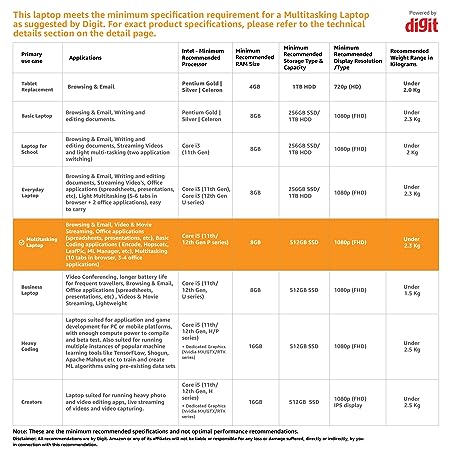 This laptop meets the minimum specification requirement for a Multitasking Laptop
as suggested by Digit. For exact product specifications, please refer to the technical
details section on the detail page.
Powered by
digit
Primary use case | Applications | Intel - Minimum Recommended Processor | Minimum Recommended RAM Size | Minimum Recommended Storage Type & Capacity | Minimum Recommended Display Resolution /Type | Recommended Weight Range in Kilograms
Tablet Replacement | Browsing & Email | Pentium Gold | Silver | Celeron | 4GB | 1TB HDD | 720p (HD) | Under 2.0 Kg
Basic Laptop | Browsing & Email, Writing and editing documents. | Pentium Gold | Silver | Celeron | 8GB | 256GB SSD/ 1TB HDD | 1080p (FHD) | Under 2.3 Kg
Laptop for School | Browsing & Email, Writing and editing documents, Streaming Videos and light multi-tasking (two application switching) | Core i3 (11th Gen) | 8GB | 256GB SSD/ 1TB HDD | 1080p (FHD) | Under 2 Kg
Everyday Laptop | Browsing & Email, Writing and editing documents, Streaming Video's, Office applications (spreadsheets, presentations, etc), Light Multitasking (5-6 tabs in browser + 2 office applications), easy to carry | Core i3 (11th Gen), Core i3 (12th Gen U series) | 8GB | 256GB SSD/ 1TB HDD | 1080p (FHD) | Under 2.3 Kg
Multitasking Laptop | Browsing & Email, Video & Movie Streaming, Office applications (spreadsheets, presentations, etc), Basic Coding applications ( Encode, Hopscotc, LeafPic, ML Manager, etc), Multitasking (10 tabs in browser, 3-4 office applications) | Core i5 (11th/ 12th Gen P series) | 8GB | 512GB SSD | 1080p (FHD) | Under 2.3 Kg
Business Laptop | Video Conferencing, longer battery life for frequent travellers, Browsing & Email, Office applications (spreadsheets, presentations, etc) , Videos & Movie Streaming, Lightweight | Core i5 (11th/ 12th Gen, U series) | 8GB | 512GB SSD | 1080p (FHD) | Under 1.5 Kg
Heavy Coding | Laptops suited for application and game development for PC or mobile platforms, with enough compute power to compile and beta test. Also suited for running multiple instances of popular machine learning tools like TensorFlow, Shogun, Apache Mahout etc to train and create ML algorithms using pre-existing data sets | Core i5 (11th/ 12th Gen, H/P series) + Dedicated Graphics (Nvidia MX/GTX/RTX series) | 16GB | 512GB SSD | 1080p (FHD) | Under 2.5 Kg
Creators | Laptop suited for running heavy photo and video editing apps, live streaming of videos and video capturing. | Core i5 (11th/ 12th Gen, H series) + Dedicated Graphics (Nvidia MX/GTX/RTX series) | 16GB | 512GB SSD | 1080p (FHD) IPS display | Under 2.5 Kg
Note: These are the minimum recommended specifications and not optimal performance recommendations.
Disclaimer: All recommendations are by Digit. Amazon or any of its affiliates will not be liable or responsible for any loss or damage suffered, directly or indirectly, by you
in connection with this recommendation.